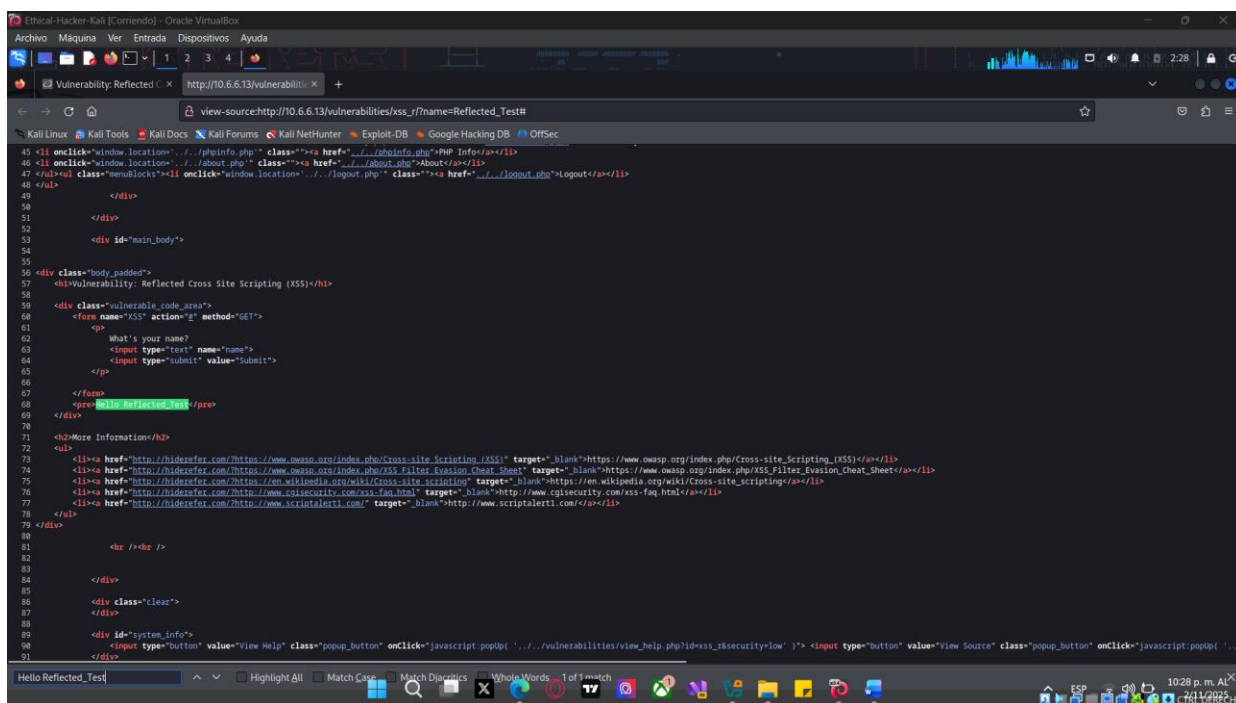 Ethical-Hacker-Kali [Corriendo] - Oracle VirtualBox
Archivo Máquina Ver Entrada Dispositivos Ayuda
1 2 3 4 2:28 G
Vulnerability: Reflected C × http://10.6.6.13/vulnerabilitie × +
view-source:http://10.6.6.13/vulnerabilities/xss_r/?name=Reflected_Test#
Kali Linux Kali Tools Kali Docs Kali Forums Kali NetHunter Exploit-DB Google Hacking DB OffSec
45 <li onclick="window.location='../../phpinfo.php'" class=""><a href="../../phpinfo.php">PHP Info</a></li>
46 <li onclick="window.location='../../about.php'" class=""><a href="../../about.php">About</a></li>
47 </ul><ul class="menuBlocks"><li onclick="window.location='../../logout.php'" class=""><a href="../../logout.php">Logout</a></li>
48 </ul>
49 </div>
50
51 </div>
52
53 <div id="main_body">
54
55
56 <div class="body_padded">
57 <h1>Vulnerability: Reflected Cross Site Scripting (XSS)</h1>
58
59 <div class="vulnerable_code_area">
60 <form name="XSS" action="#" method="GET">
61 <p>
62 What's your name?
63 <input type="text" name="name">
64 <input type="submit" value="Submit">
65 </p>
66
67 </form>
68 <pre>Hello Reflected_Test</pre>
69 </div>
70
71 <h2>More Information</h2>
72 <ul>
73 <li><a href="http://hiderefer.com/?https://www.owasp.org/index.php/Cross-site_Scripting_(XSS)" target="_blank">https://www.owasp.org/index.php/Cross-site_Scripting_(XSS)</a></li>
74 <li><a href="http://hiderefer.com/?https://www.owasp.org/index.php/XSS_Filter_Evasion_Cheat_Sheet" target="_blank">https://www.owasp.org/index.php/XSS_Filter_Evasion_Cheat_Sheet</a></li>
75 <li><a href="http://hiderefer.com/?https://en.wikipedia.org/wiki/Cross-site_scripting" target="_blank">https://en.wikipedia.org/wiki/Cross-site_scripting</a></li>
76 <li><a href="http://hiderefer.com/?http://www.cgisecurity.com/xss-faq.html" target="_blank">http://www.cgisecurity.com/xss-faq.html</a></li>
77 <li><a href="http://hiderefer.com/?http://www.scriptalert1.com/" target="_blank">http://www.scriptalert1.com/</a></li>
78 </ul>
79 </div>
80
81 <br /><br />
82
83
84 </div>
85
86 <div class="clear">
87 </div>
88
89 <div id="system_info">
90 <input type="button" value="View Help" class="popup_button" onClick="javascript:popUp( '../../vulnerabilities/view_help.php?id=xss_r&security=low' )"> <input type="button" value="View Source" class="popup_button" onClick="javascript:popUp( '..
91 </div>
Hello Reflected_Test Highlight All Match Case Match Diacritics Whole Words 1 of 1 match
ESP 10:28 p. m.
2/11/2025